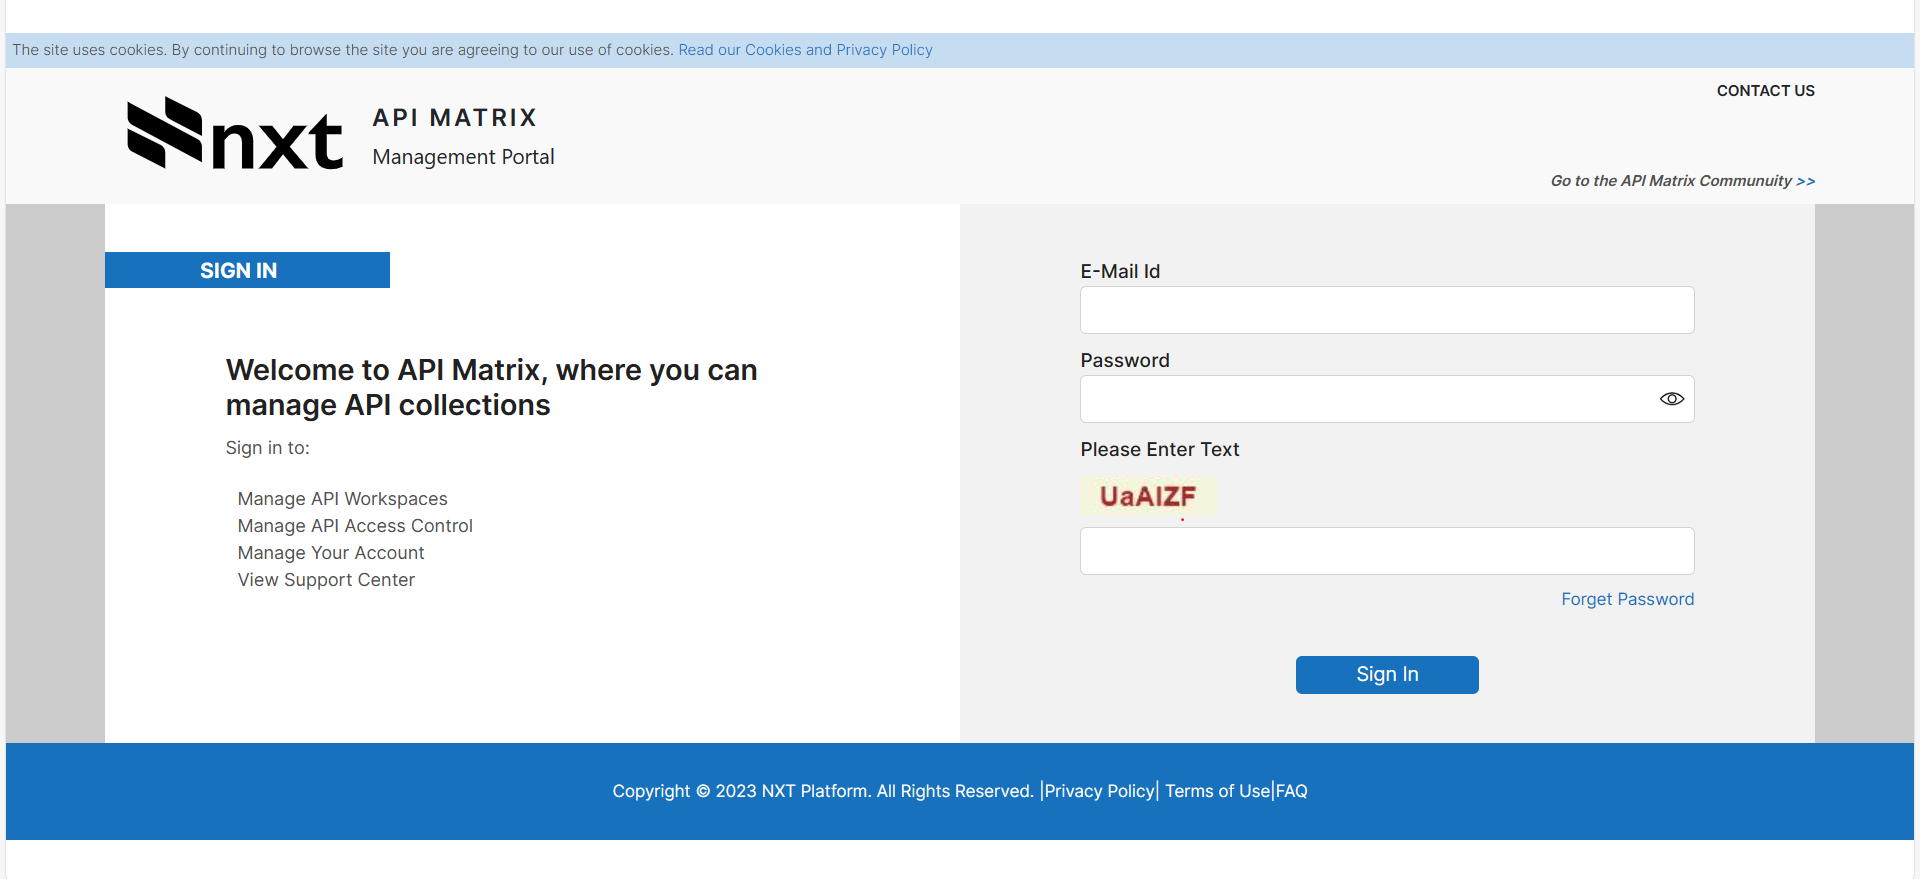 The site uses cookies. By continuing to browse the site you are agreeing to our use of cookies. Read our Cookies and Privacy Policy
nxt
API MATRIX
Management Portal
CONTACT US
Go to the API Matrix Communuity >>
SIGN IN
Welcome to API Matrix, where you can
manage API collections
Sign in to:
Manage API Workspaces
Manage API Access Control
Manage Your Account
View Support Center
E-Mail Id
Password
Please Enter Text
UaAIZF
Forget Password
Sign In
Copyright © 2023 NXT Platform. All Rights Reserved. |Privacy Policy| Terms of Use|FAQ